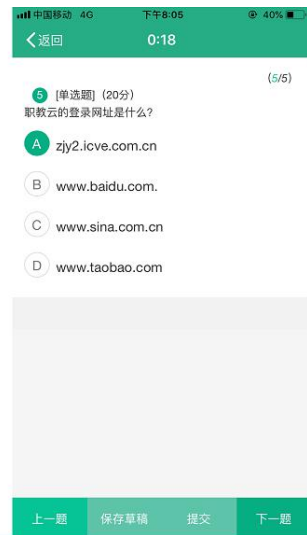 中国移动 4G 下午8:05 40%
返回 0:18
(5/5)
5 [单选题] (20分)
职教云的登录网址是什么?
A zjy2.icve.com.cn
B www.baidu.com.
C www.sina.com.cn
D www.taobao.com
上一题 保存草稿 提交 下一题